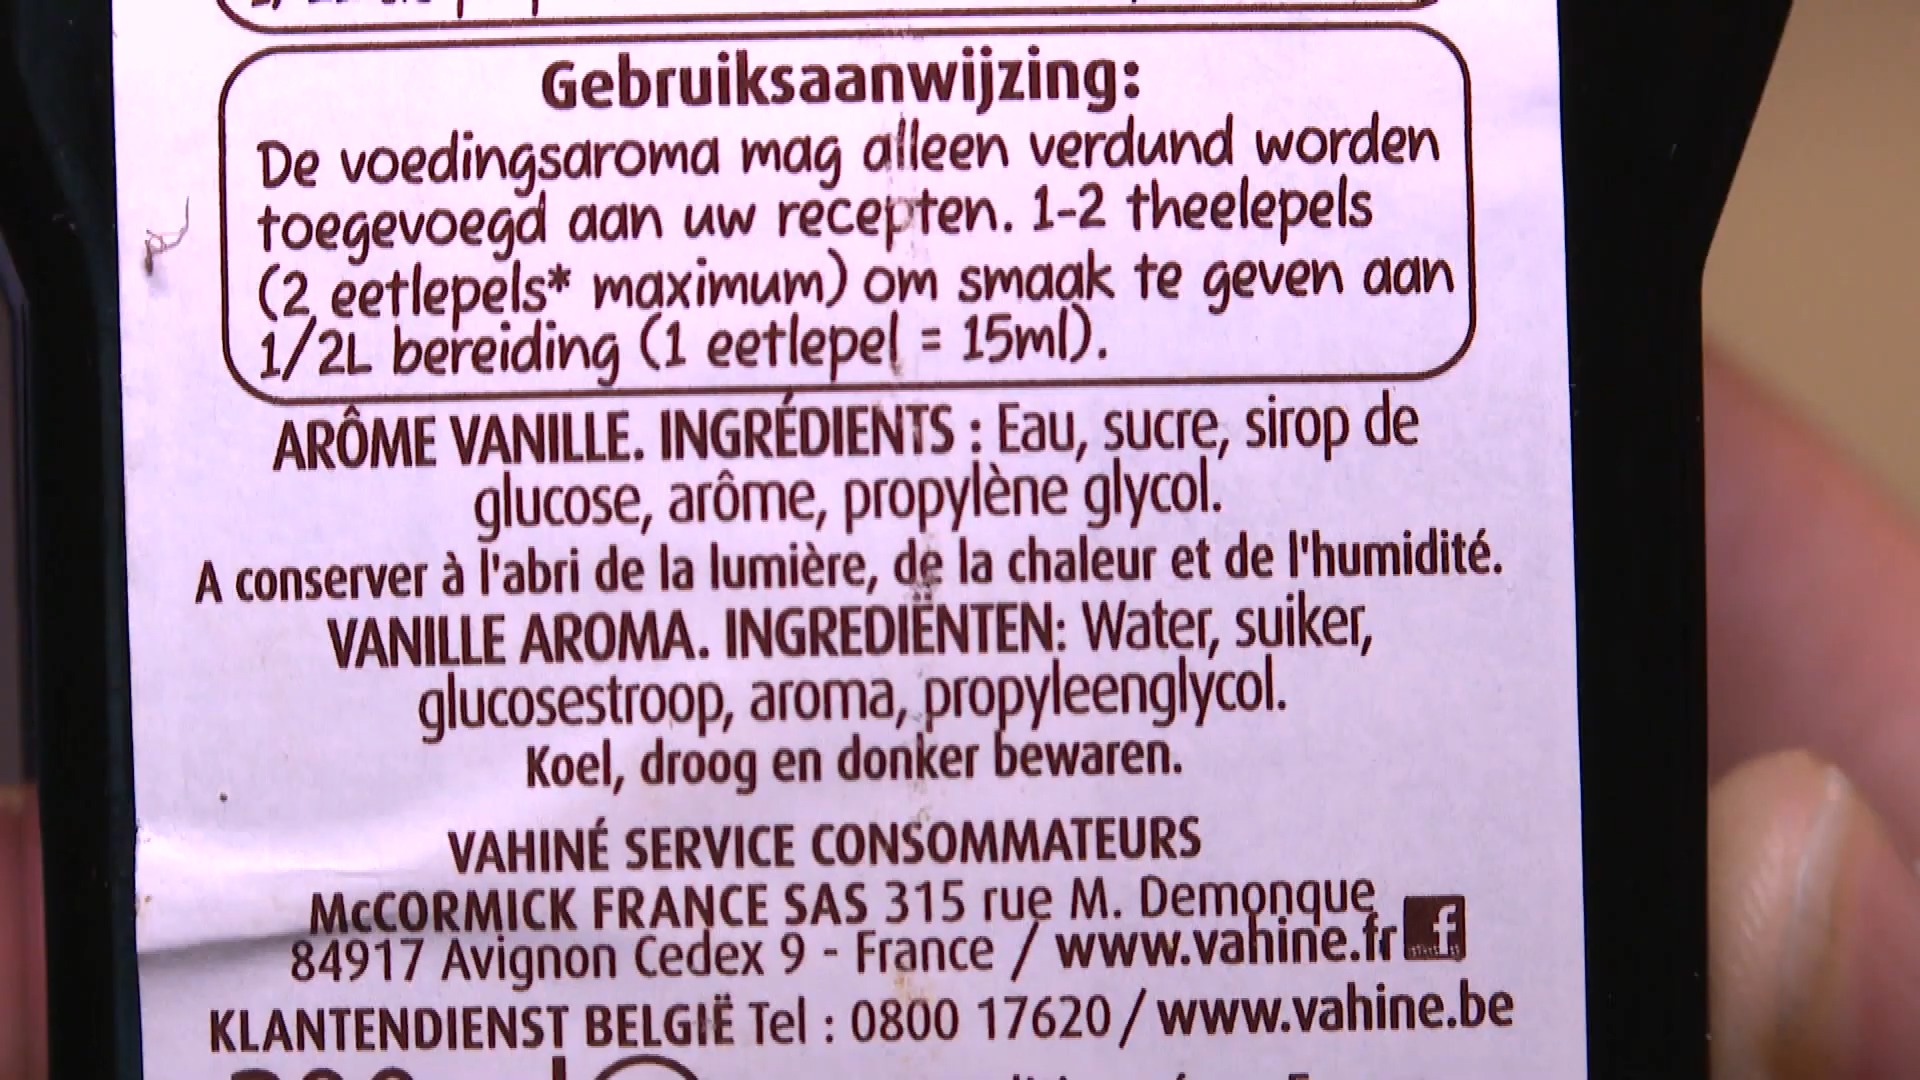 Gebruiksaanwijzing:
De voedingsaroma mag alleen verdund worden
toegevoegd aan uw recepten. 1-2 theelepels
(2 eetlepels* maximum) om smaak te geven aan
1/2L bereiding (1 eetlepel = 15ml).
ARÔME VANILLE. INGRÉDIENTS : Eau, sucre, sirop de
glucose, arôme, propylène glycol.
A conserver à l'abri de la lumière, de la chaleur et de l'humidité.
VANILLE AROMA. INGREDIËNTEN: Water, suiker,
glucosestroop, aroma, propyleenglycol.
Koel, droog en donker bewaren.
VAHINÉ SERVICE CONSOMMATEURS
McCORMICK FRANCE SAS 315 rue M. Demonque
84917 Avignon Cedex 9 - France / www.vahine.fr f
KLANTENDIENST BELGIË Tel : 0800 17620 / www.vahine.be